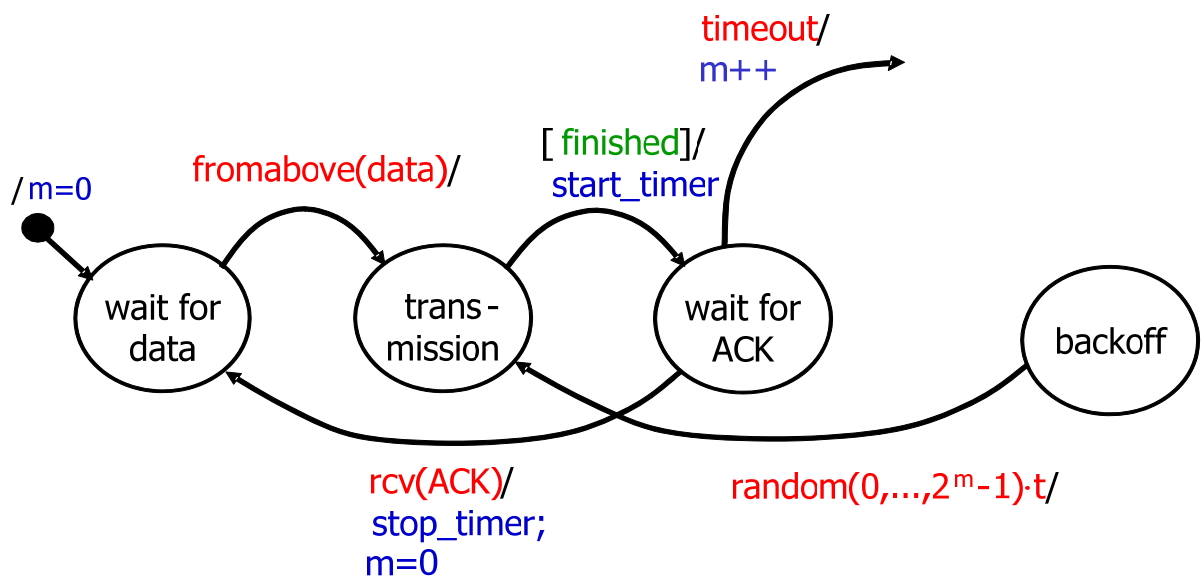 timeout/
m++
[finished]/
start_timer
fromabove(data)/
/m=0
wait for
data
trans-
mission
wait for
ACK
backoff
rcv(ACK)/
stop_timer;
m=0
random(0,...,2ᵐ-1)·t/